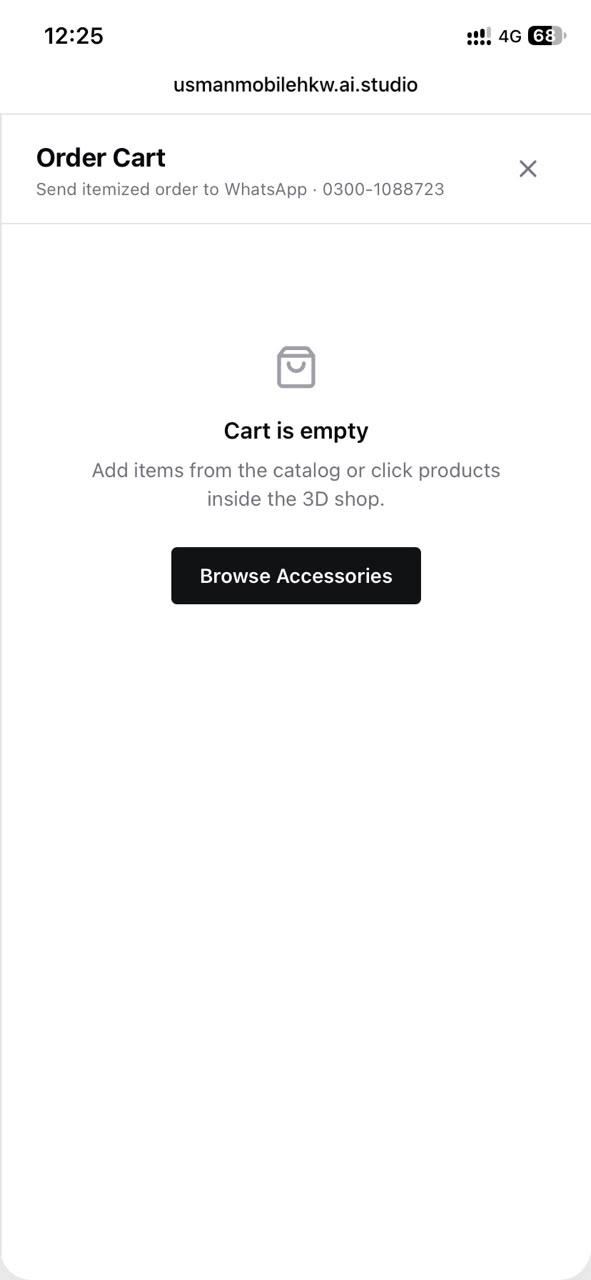 12:25
4G 68
usmanmobilehkw.ai.studio
Order Cart
Send itemized order to WhatsApp · 0300-1088723
Cart is empty
Add items from the catalog or click products
inside the 3D shop.
Browse Accessories